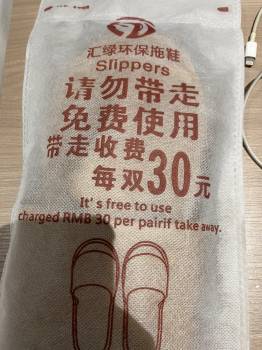 汇绿环保拖鞋
Slippers
请勿带走
免费使用
带走收费
每双30元
It's free to use
charged RMB 30 per pairif take away.